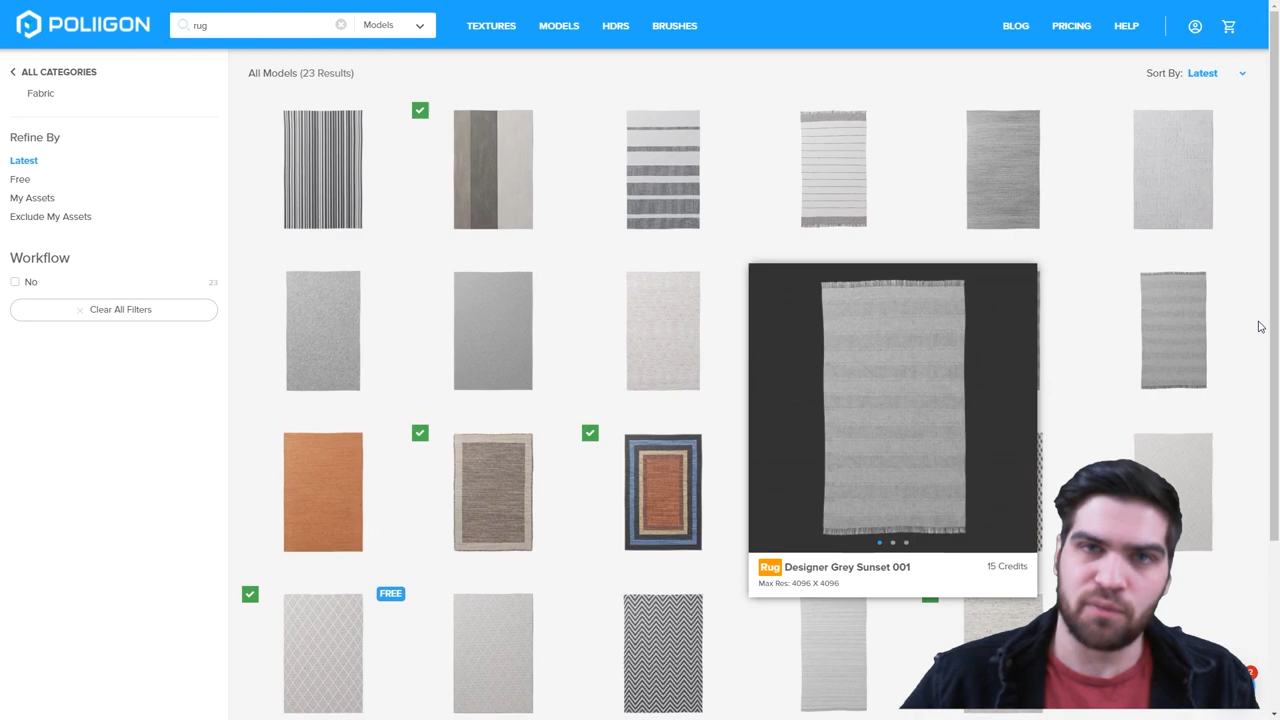 POLIIGON
rug
Models
TEXTURES
MODELS
HDRS
BRUSHES
BLOG
PRICING
HELP
ALL CATEGORIES
Fabric
Refine By
Latest
Free
My Assets
Exclude My Assets
Workflow
No
23
Clear All Filters
All Models (23 Results)
Sort By: Latest
Rug Designer Grey Sunset 001
15 Credits
Max Res: 4096 X 4096
FREE
2